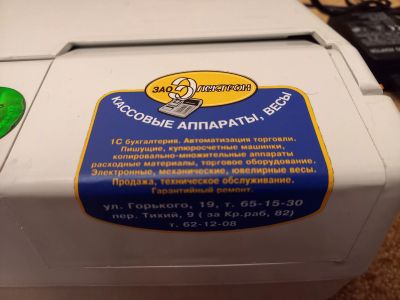 ЗАО Электрон
КАССОВЫЕ АППАРАТЫ, ВЕСЫ
1С бухгалтерия. Автоматизация торговли.
Пишущие, купюросчетные машинки,
копировально-множительные аппараты
расходные материалы, торговое оборудование.
Электронные, механические, ювелирные весы.
Продажа, техническое обслуживание.
Гарантийный ремонт.
ул. Горького, 19, т. 65-15-30
пер. Тихий, 9 ( за Кр.раб, 82)
т. 62-12-08